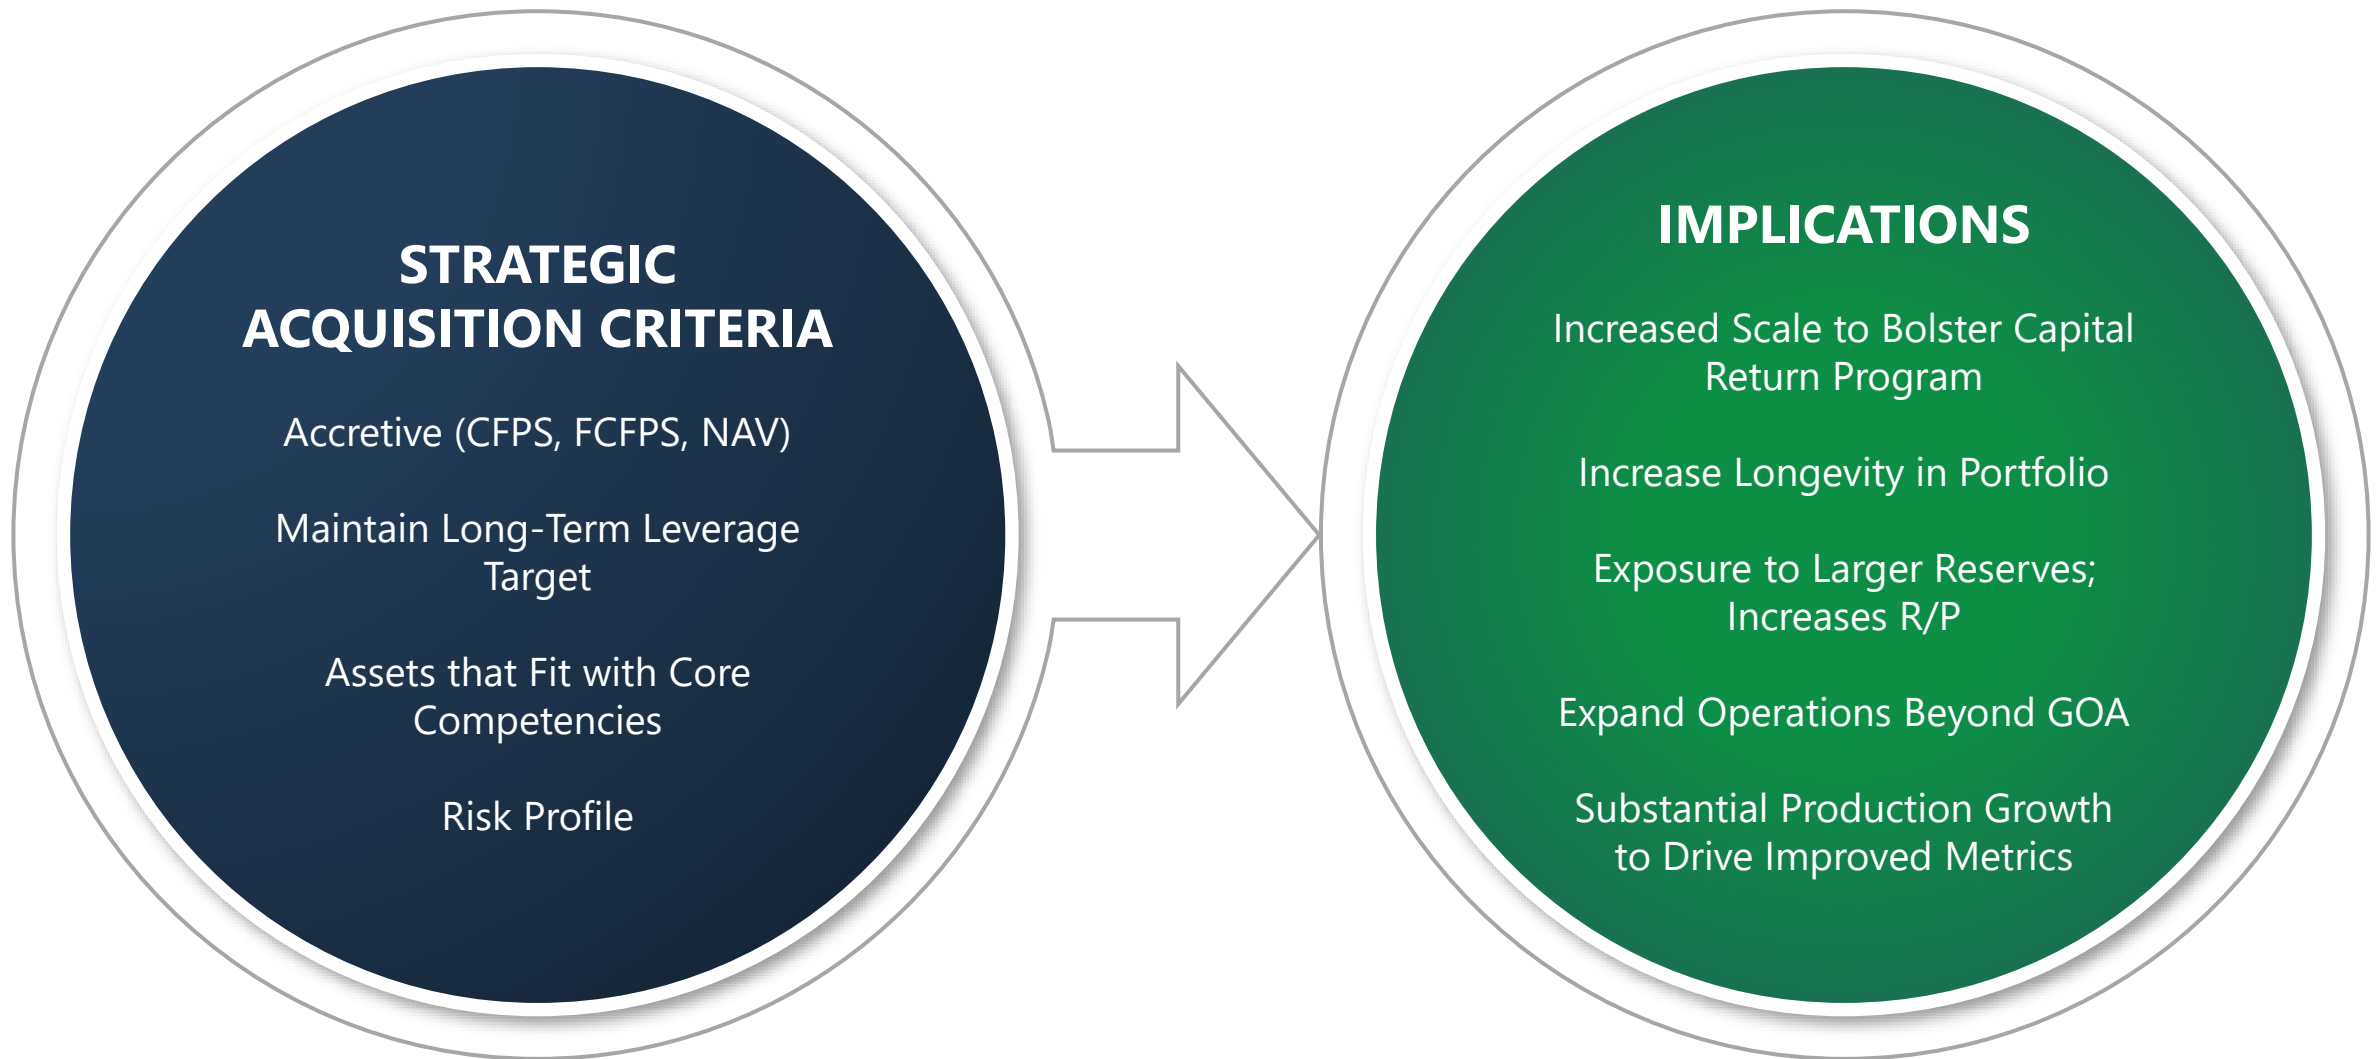 STRATEGIC
ACQUISITION CRITERIA
Accretive (CFPS, FCFPS, NAV)
Maintain Long-Term Leverage
Target
Assets that Fit with Core
Competencies
Risk Profile
IMPLICATIONS
Increased Scale to Bolster Capital
Return Program
Increase Longevity in Portfolio
Exposure to Larger Reserves;
Increases R/P
Expand Operations Beyond GOA
Substantial Production Growth
to Drive Improved Metrics